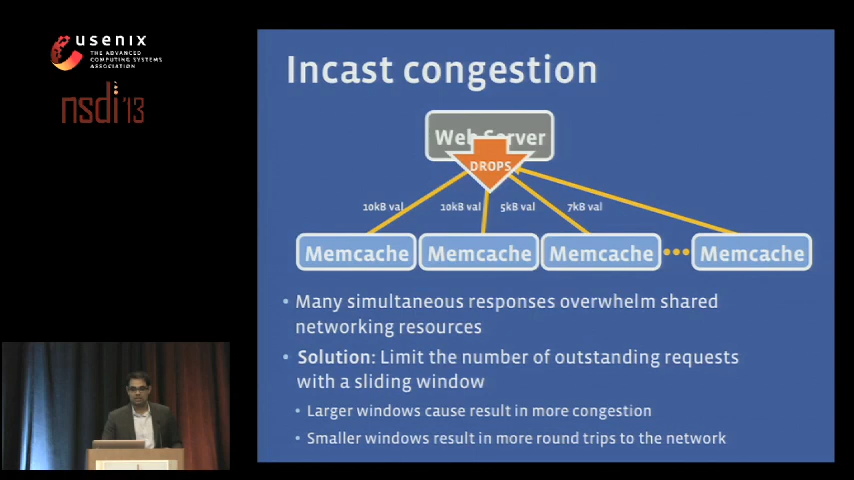 usenix
THE ADVANCED
COMPUTING SYSTEMS
ASSOCIATION
nsdi '13
Incast congestion
Web Server
DROPS
10kB val
10kB val
5kB val
7kB val
Memcache
Memcache
Memcache
Memcache
• Many simultaneous responses overwhelm shared
networking resources
• Solution: Limit the number of outstanding requests
with a sliding window
• Larger windows cause result in more congestion
• Smaller windows result in more round trips to the network